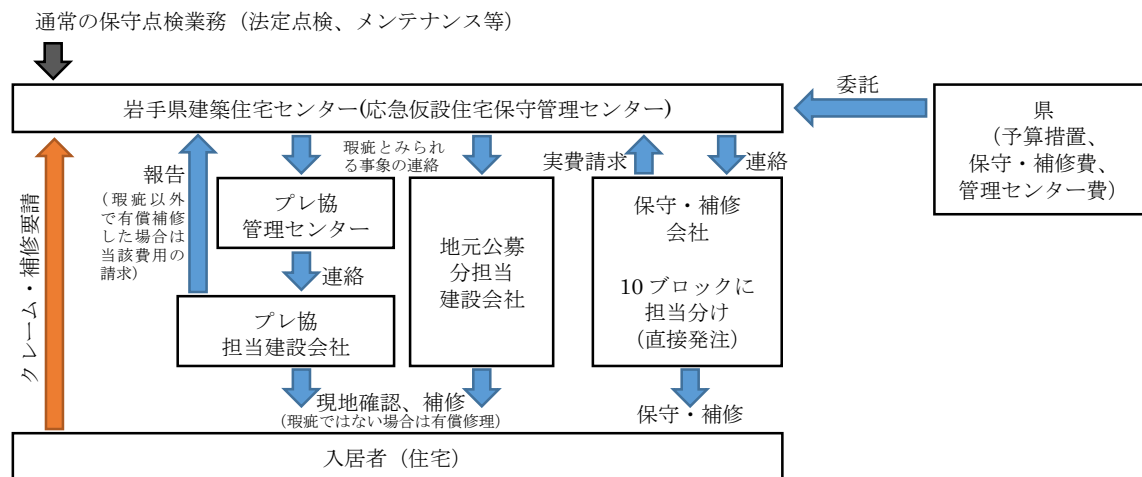 通常の保守点検業務（法定点検、メンテナンス等）
岩手県建築住宅センター(応急仮設住宅保守管理センター)
委託
県
（予算措置、
保守・補修費、
管理センター費）
クレーム・補修要請
報告
（瑕疵以外
で有償補修
した場合は
当該費用の
請求）
瑕疵とみられ
る事象の連絡
プレ協
管理センター
連絡
プレ協
担当建設会社
地元公募
分担当
建設会社
実費請求
連絡
保守・補修
会社
10 ブロックに
担当分け
（直接発注）
現地確認、補修
（瑕疵ではない場合は有償修理）
保守・補修
入居者（住宅）